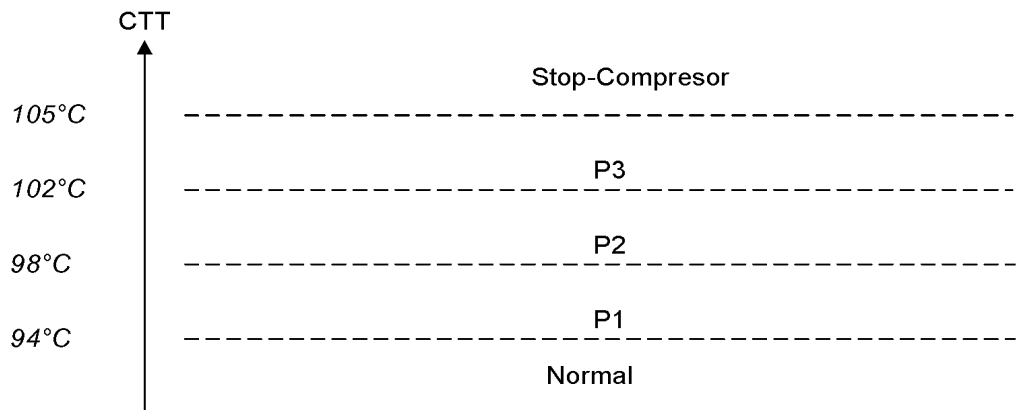 CTT
Stop-Compresor
105°C
P3
102°C
P2
98°C
P1
94°C
Normal